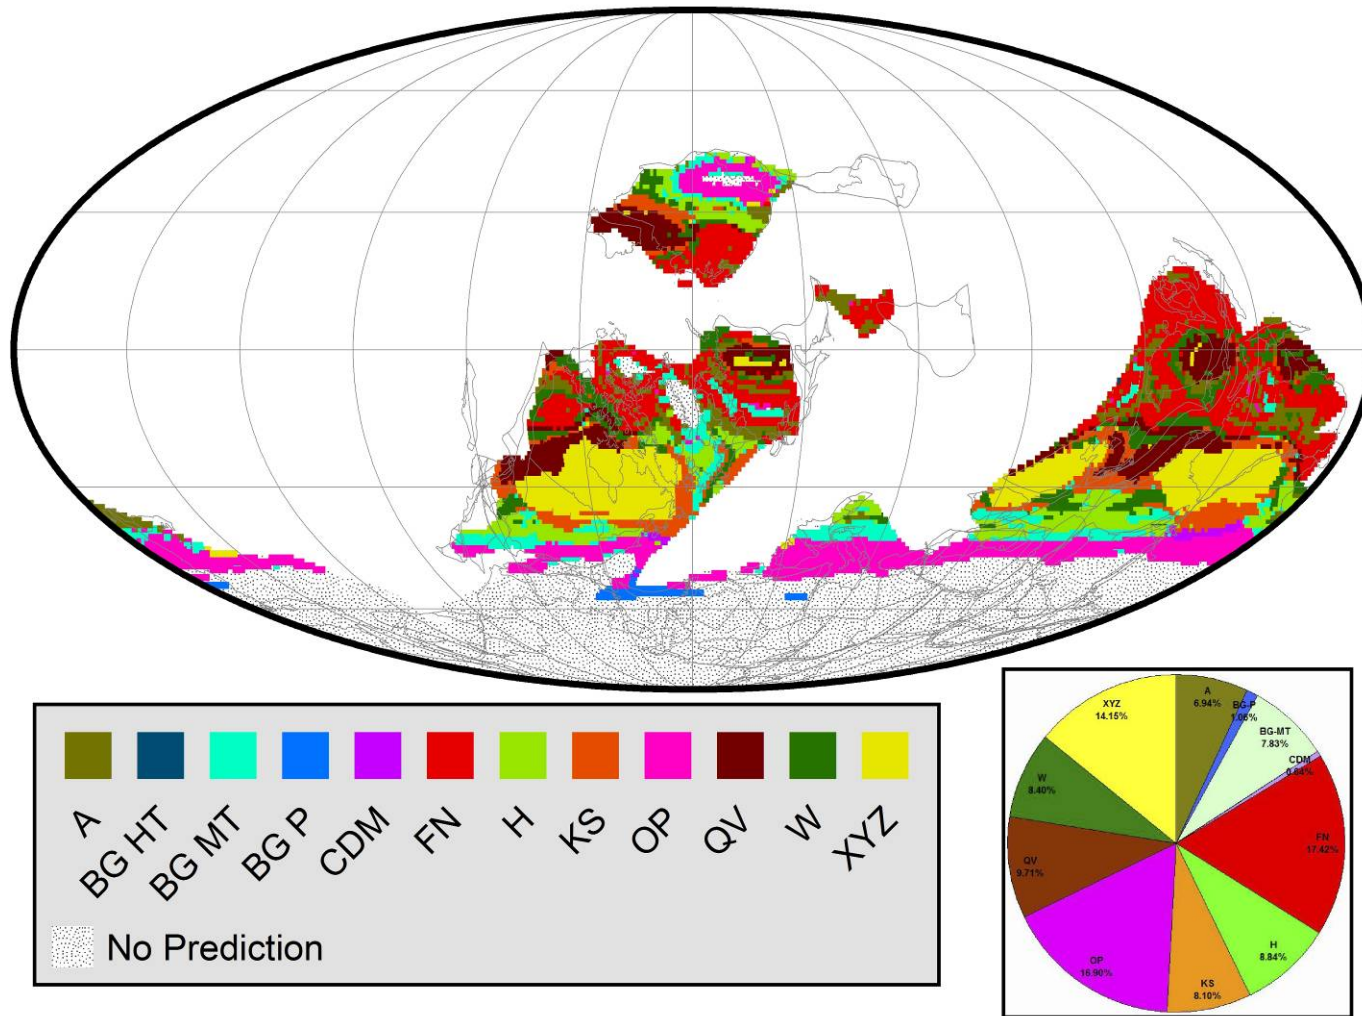 A
BG HT
BG MT
BG P
CDM
FN
H
KS
OP
QV
W
XYZ
No Prediction
A
6.94%
BG-P
1.06%
BG-MT
7.83%
CDM
0.64%
FN
17.42%
H
8.84%
KS
8.10%
OP
16.90%
QV
9.71%
W
8.40%
XYZ
14.15%